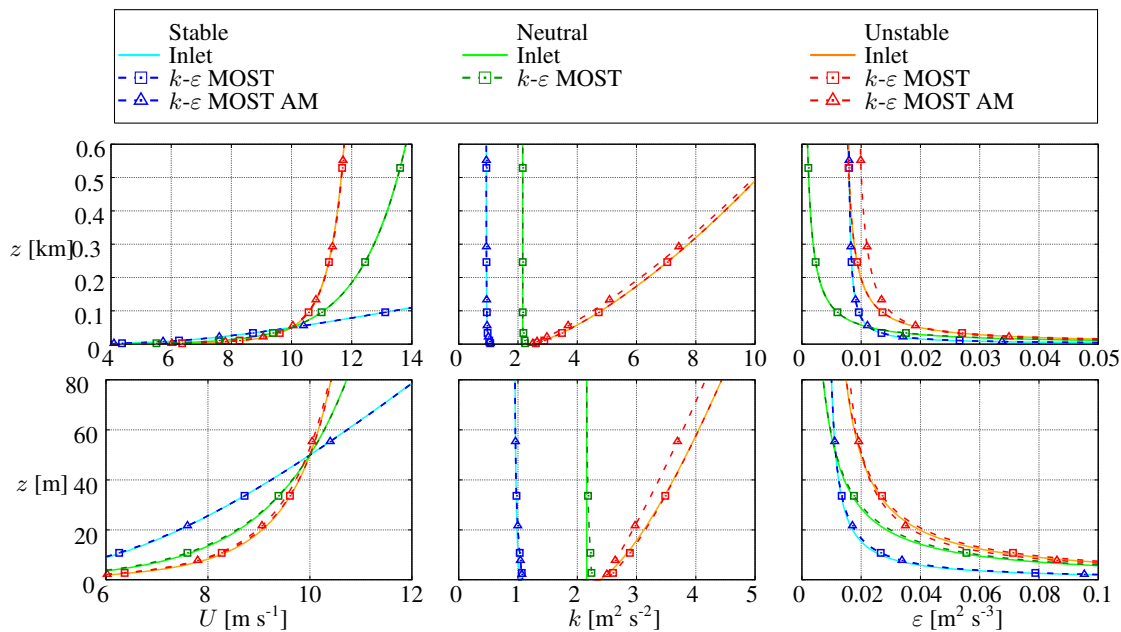 Stable Neutral Unstable
Inlet Inlet Inlet
k-ε MOST k-ε MOST k-ε MOST
k-ε MOST AM k-ε MOST AM
0.6
0.5
z [km] 0.3
0.2
0.1
0
4 6 8 10 12 14 0 2 4 6 8 10 0 0.01 0.02 0.03 0.04 0.05
80
60
z [m] 40
20
0
6 8 10 12 0 1 2 3 4 5 0 0.02 0.04 0.06 0.08 0.1
U [m s⁻¹] k [m² s⁻²] ε [m² s⁻³]